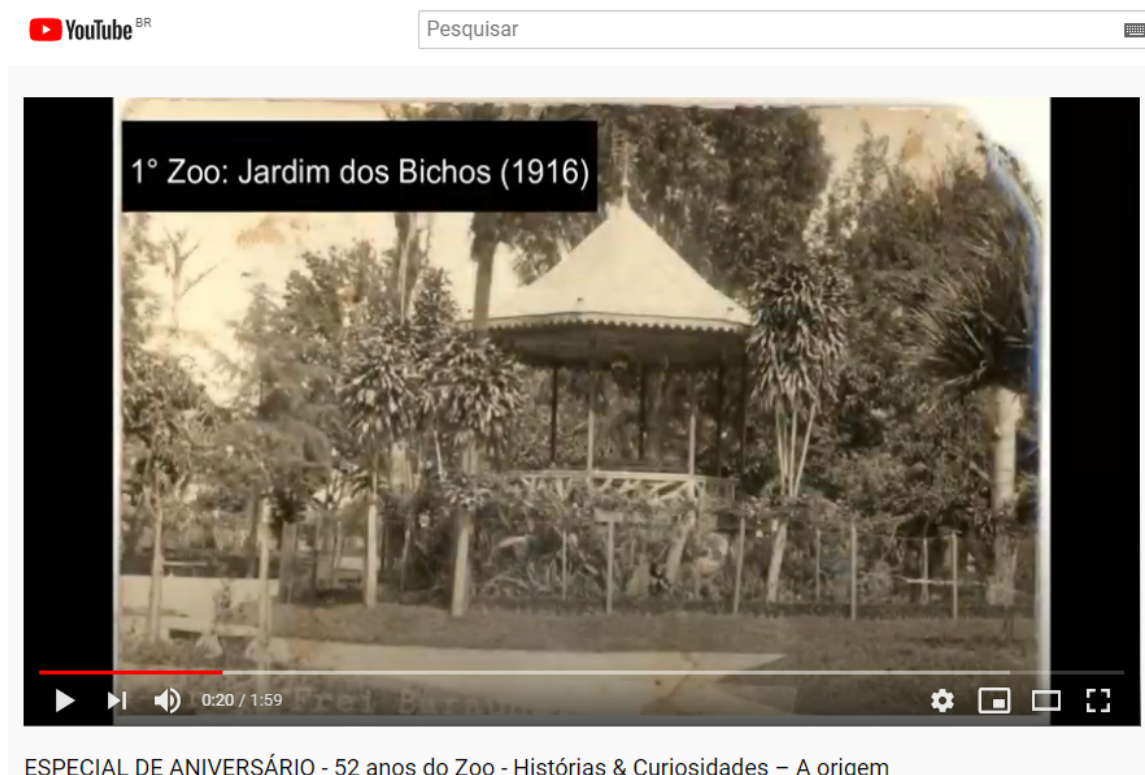 YouTube BR
Pesquisar
1° Zoo: Jardim dos Bichos (1916)
0:20 / 1:59
Frei
ESPECIAL DE ANIVERSÁRIO - 52 anos do Zoo - Histórias & Curiosidades – A origem